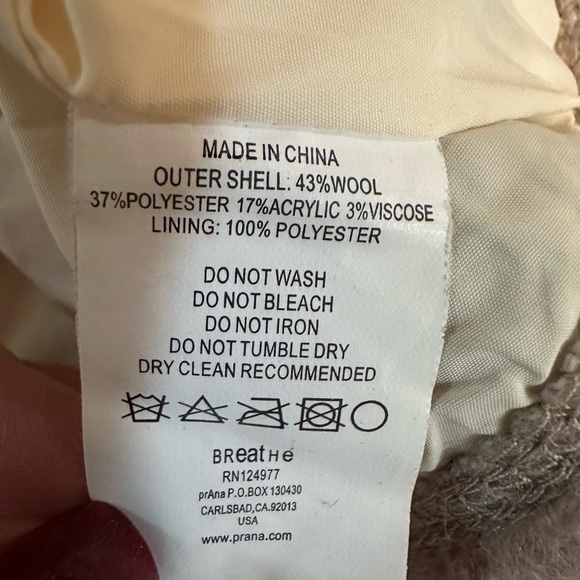 MADE IN CHINA
OUTER SHELL: 43%WOOL
37%POLYESTER 17%ACRYLIC 3%VISCOSE
LINING: 100% POLYESTER
DO NOT WASH
DO NOT BLEACH
DO NOT IRON
DO NOT TUMBLE DRY
DRY CLEAN RECOMMENDED
BReatHe
RN124977
prAna P.O.BOX 130430
CARLSBAD,CA.92013
USA
www.prana.com